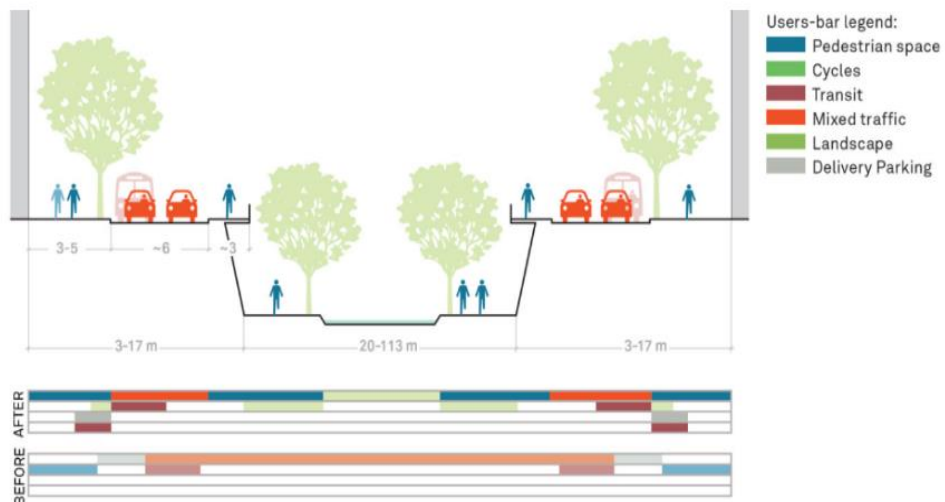 Users-bar legend:
Pedestrian space
Cycles
Transit
Mixed traffic
Landscape
Delivery Parking
3-5
~6
~3
3-17 m
20-113 m
3-17 m
AFTER
BEFORE